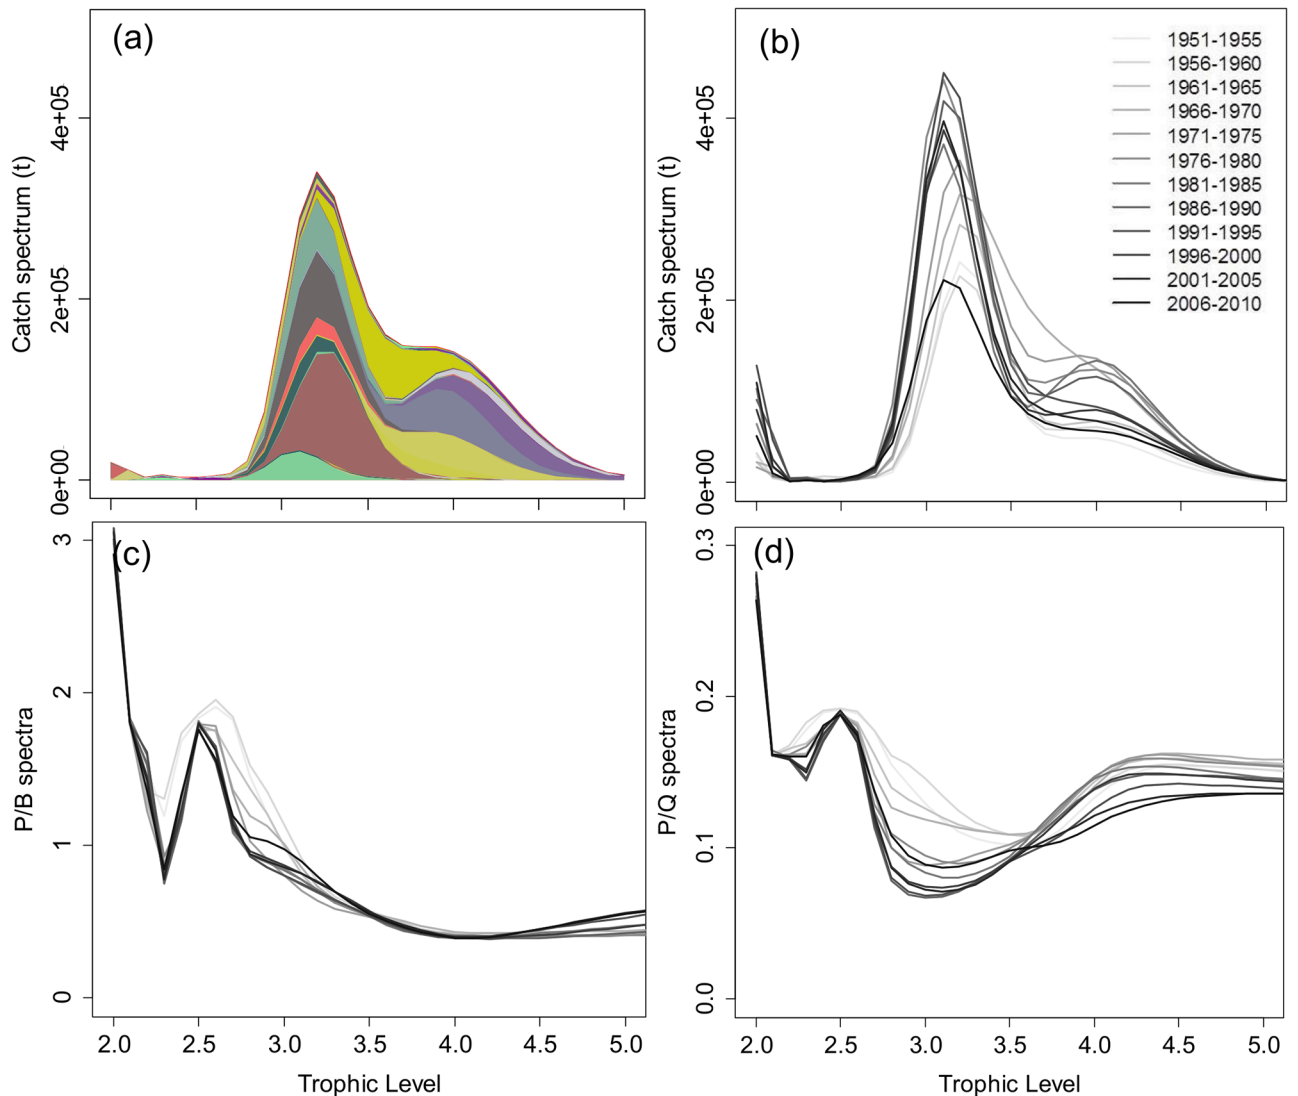 (a)
Catch spectrum (t)
4e+05
2e+05
0e+00
(b)
Catch spectrum (t)
4e+05
2e+05
0e+00
1951-1955
1956-1960
1961-1965
1966-1970
1971-1975
1976-1980
1981-1985
1986-1990
1991-1995
1996-2000
2001-2005
2006-2010
(c)
P/B spectra
3
2
1
0
2.0 2.5 3.0 3.5 4.0 4.5 5.0
Trophic Level
(d)
P/Q spectra
0.3
0.2
0.1
0.0
2.0 2.5 3.0 3.5 4.0 4.5 5.0
Trophic Level